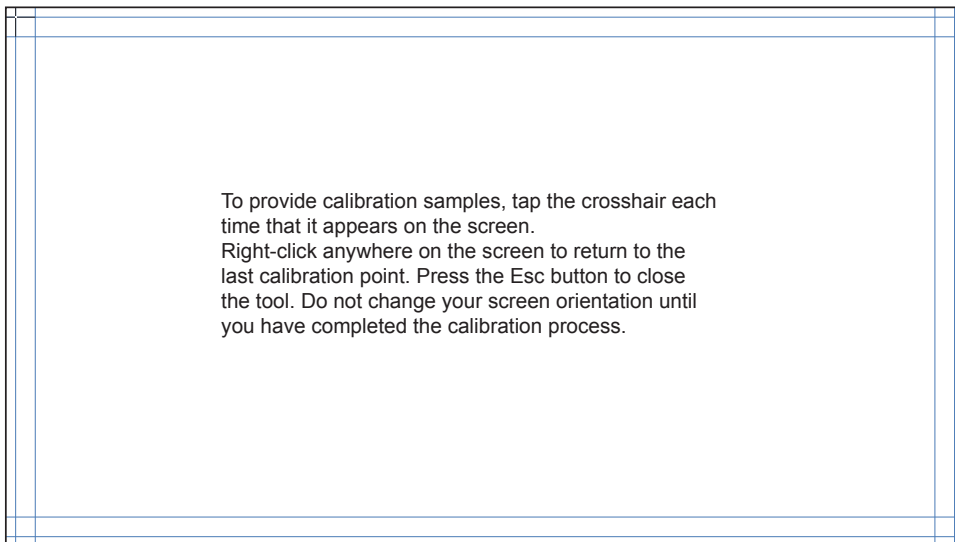 To provide calibration samples, tap the crosshair each
time that it appears on the screen.
Right-click anywhere on the screen to return to the
last calibration point. Press the Esc button to close
the tool. Do not change your screen orientation until
you have completed the calibration process.